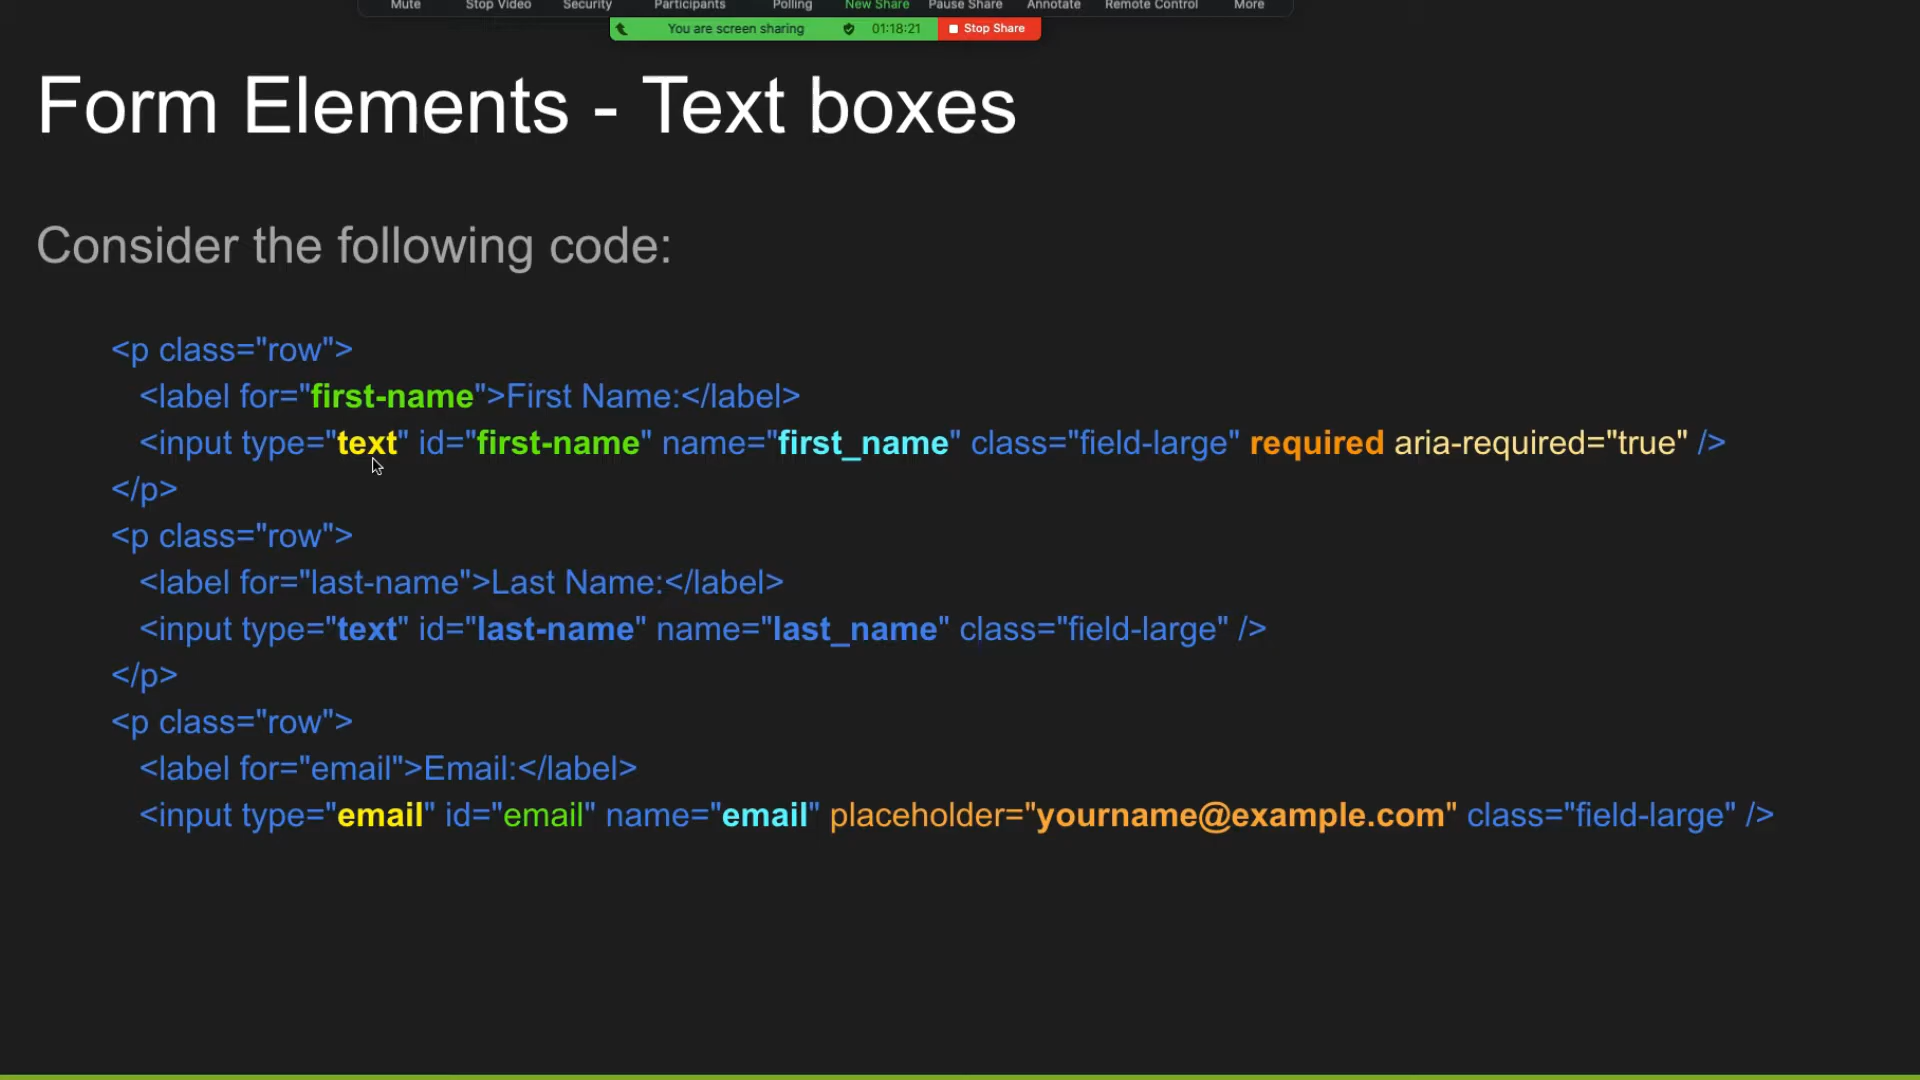 Mute Stop Video Security Participants Polling New Share Pause Share Annotate Remote Control More
You are screen sharing 01:18:21 Stop Share
Form Elements - Text boxes
Consider the following code:
<p class="row">
<label for="first-name">First Name:</label>
<input type="text" id="first-name" name="first_name" class="field-large" required aria-required="true" />
</p>
<p class="row">
<label for="last-name">Last Name:</label>
<input type="text" id="last-name" name="last_name" class="field-large" />
</p>
<p class="row">
<label for="email">Email:</label>
<input type="email" id="email" name="email" placeholder="yourname@example.com" class="field-large" />